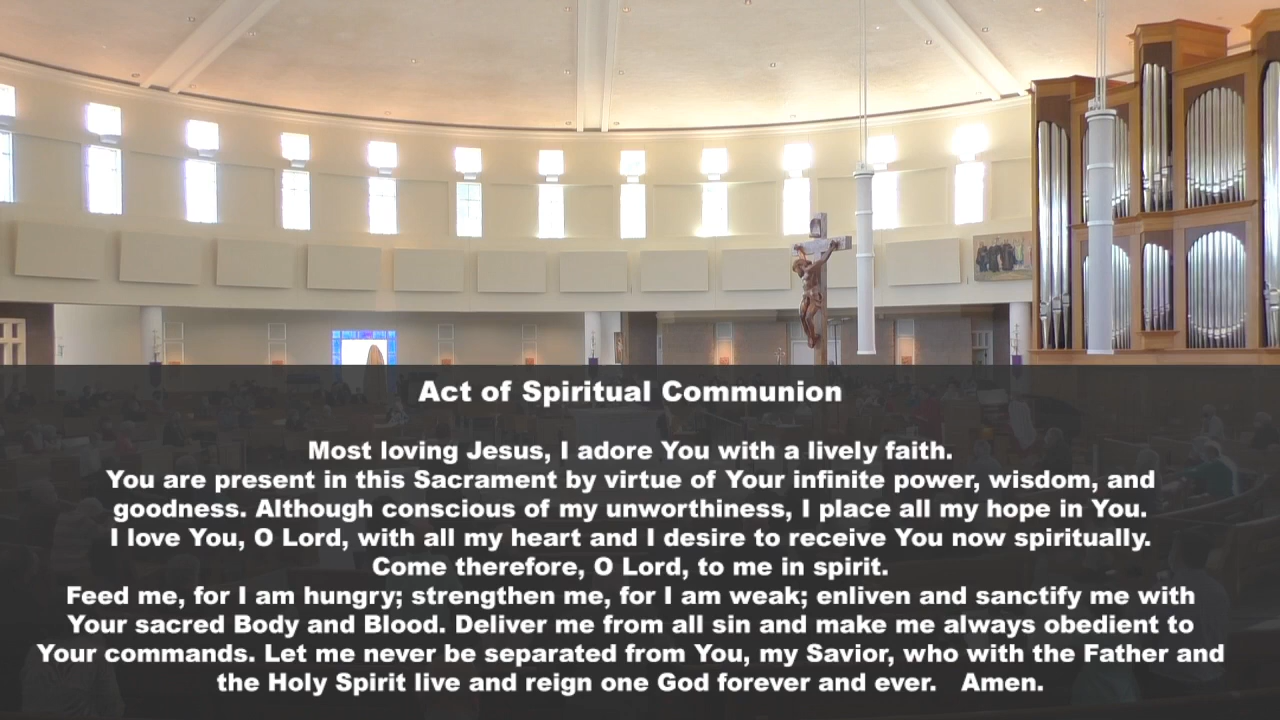 Act of Spiritual Communion
Most loving Jesus, I adore You with a lively faith.
You are present in this Sacrament by virtue of Your infinite power, wisdom, and
goodness. Although conscious of my unworthiness, I place all my hope in You.
I love You, O Lord, with all my heart and I desire to receive You now spiritually.
Come therefore, O Lord, to me in spirit.
Feed me, for I am hungry; strengthen me, for I am weak; enliven and sanctify me with
Your sacred Body and Blood. Deliver me from all sin and make me always obedient to
Your commands. Let me never be separated from You, my Savior, who with the Father and
the Holy Spirit live and reign one God forever and ever.   Amen.